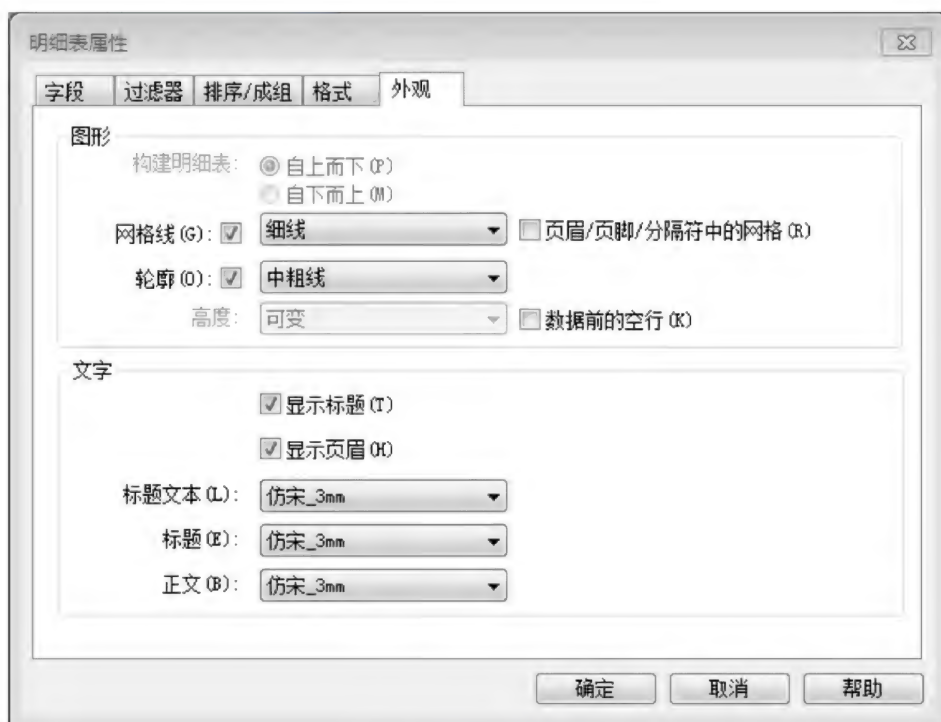 明细表属性
字段 过滤器 排序/成组 格式 外观
图形
构建明细表: 自上而下(P)
自下而上(M)
网格线(G): 细线 页眉/页脚/分隔符中的网格(R)
轮廓(O): 中粗线
高度: 可变 数据前的空行(K)
文字
显示标题(T)
显示页眉(H)
标题文本(L): 仿宋_3mm
标题(E): 仿宋_3mm
正文(B): 仿宋_3mm
确定 取消 帮助